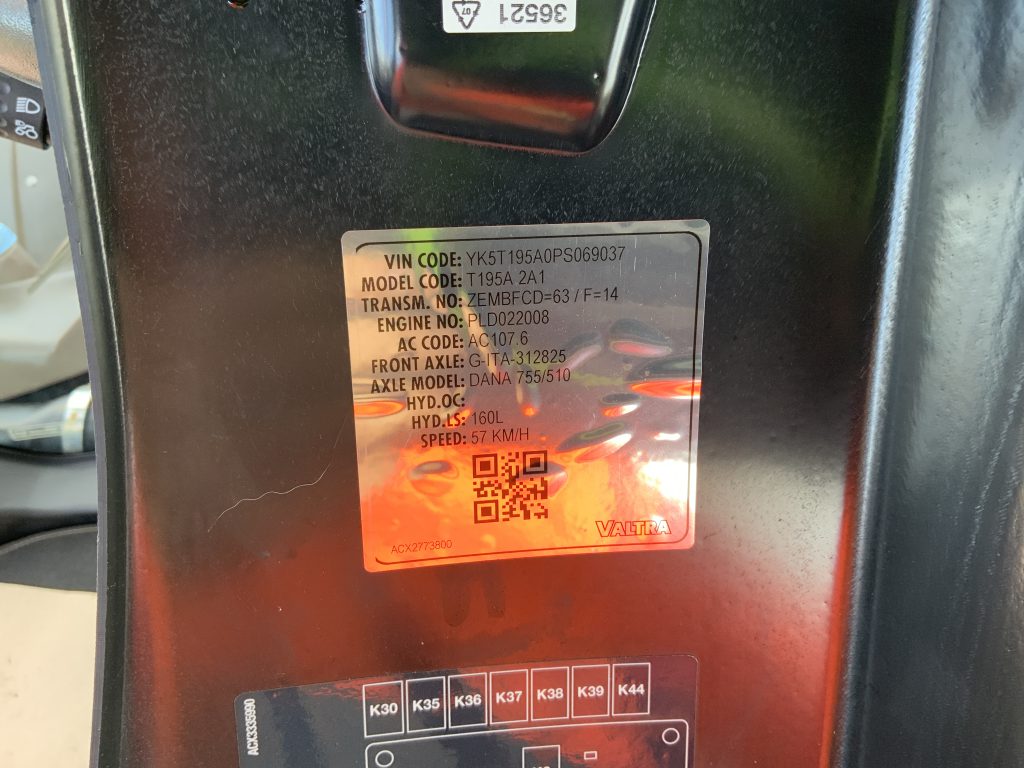 36521
07
VIN CODE: YK5T195A0PS069037
MODEL CODE: T195A 2A1
TRANSM. NO: ZEMBFCD=63 / F=14
ENGINE NO: PLD022008
AC CODE: AC107.6
FRONT AXLE: G-ITA-312825
AXLE MODEL: DANA 755/510
HYD.OC:
HYD.LS: 160L
SPEED: 57 KM/H
ACX2773800
VALTRA
ACX3335990
K30 K35 K36 K37 K38 K39 K44